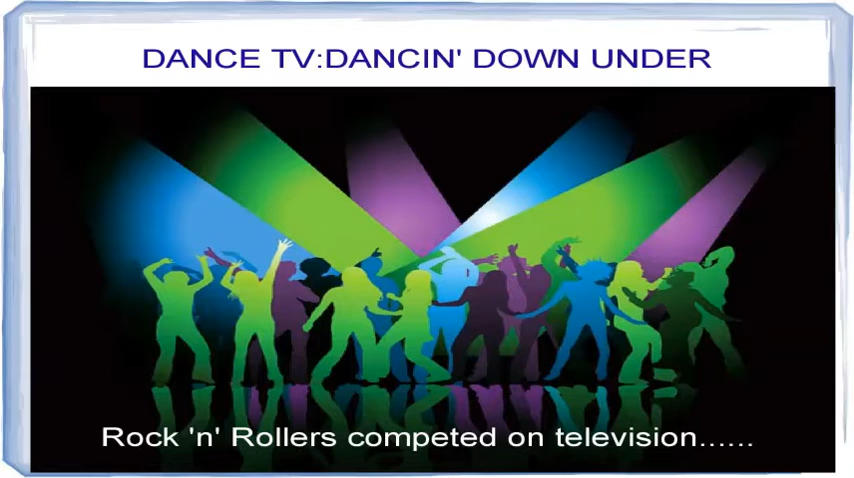 DANCE TV:DANCIN' DOWN UNDER
Rock 'n' Rollers competed on television......